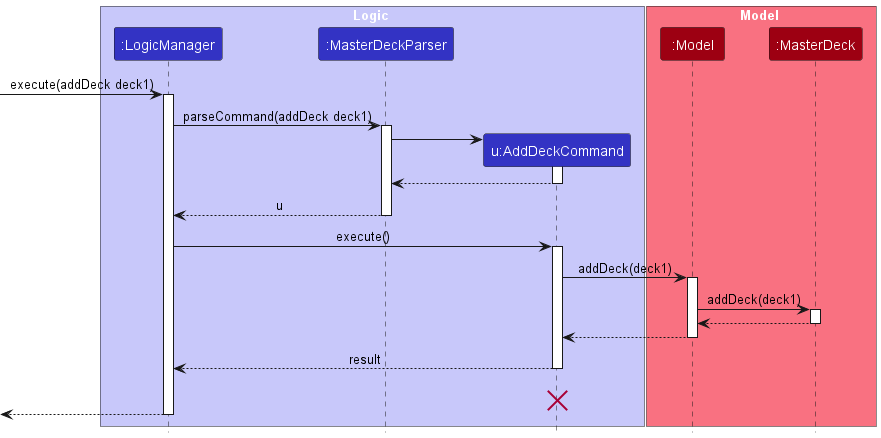 Logic
Model
:LogicManager
:MasterDeckParser
:Model
:MasterDeck
execute(addDeck deck1)
parseCommand(addDeck deck1)
u:AddDeckCommand
u
execute()
addDeck(deck1)
addDeck(deck1)
result